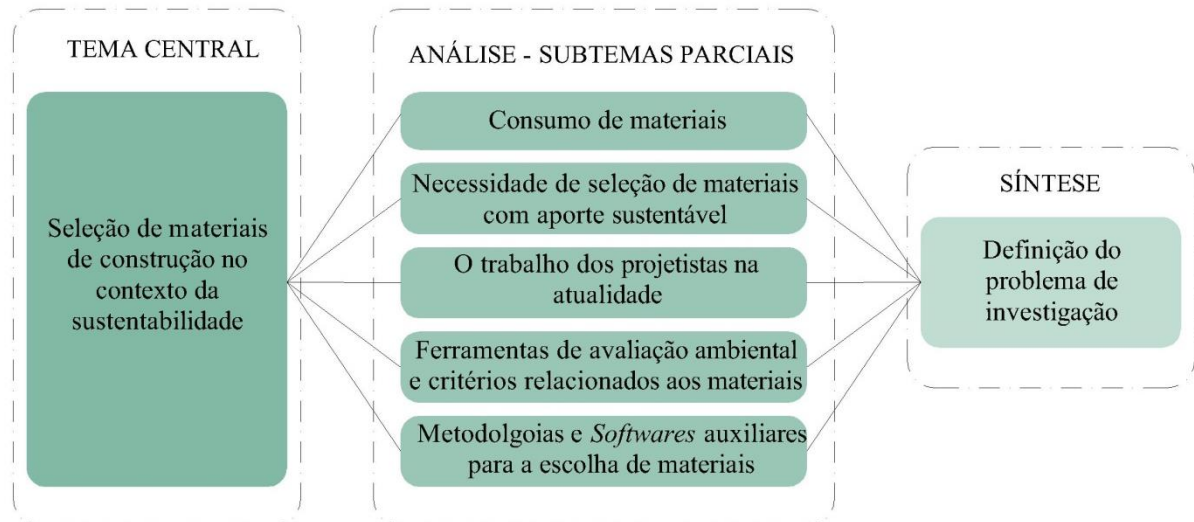 TEMA CENTRAL
Seleção de materiais
de construção no
contexto da
sustentabilidade
ANÁLISE - SUBTEMAS PARCIAIS
Consumo de materiais
Necessidade de seleção de materiais
com aporte sustentável
O trabalho dos projetistas na
atualidade
Ferramentas de avaliação ambiental
e critérios relacionados aos materiais
Metodolgoias e Softwares auxiliares
para a escolha de materiais
SÍNTESE
Definição do
problema de
investigação